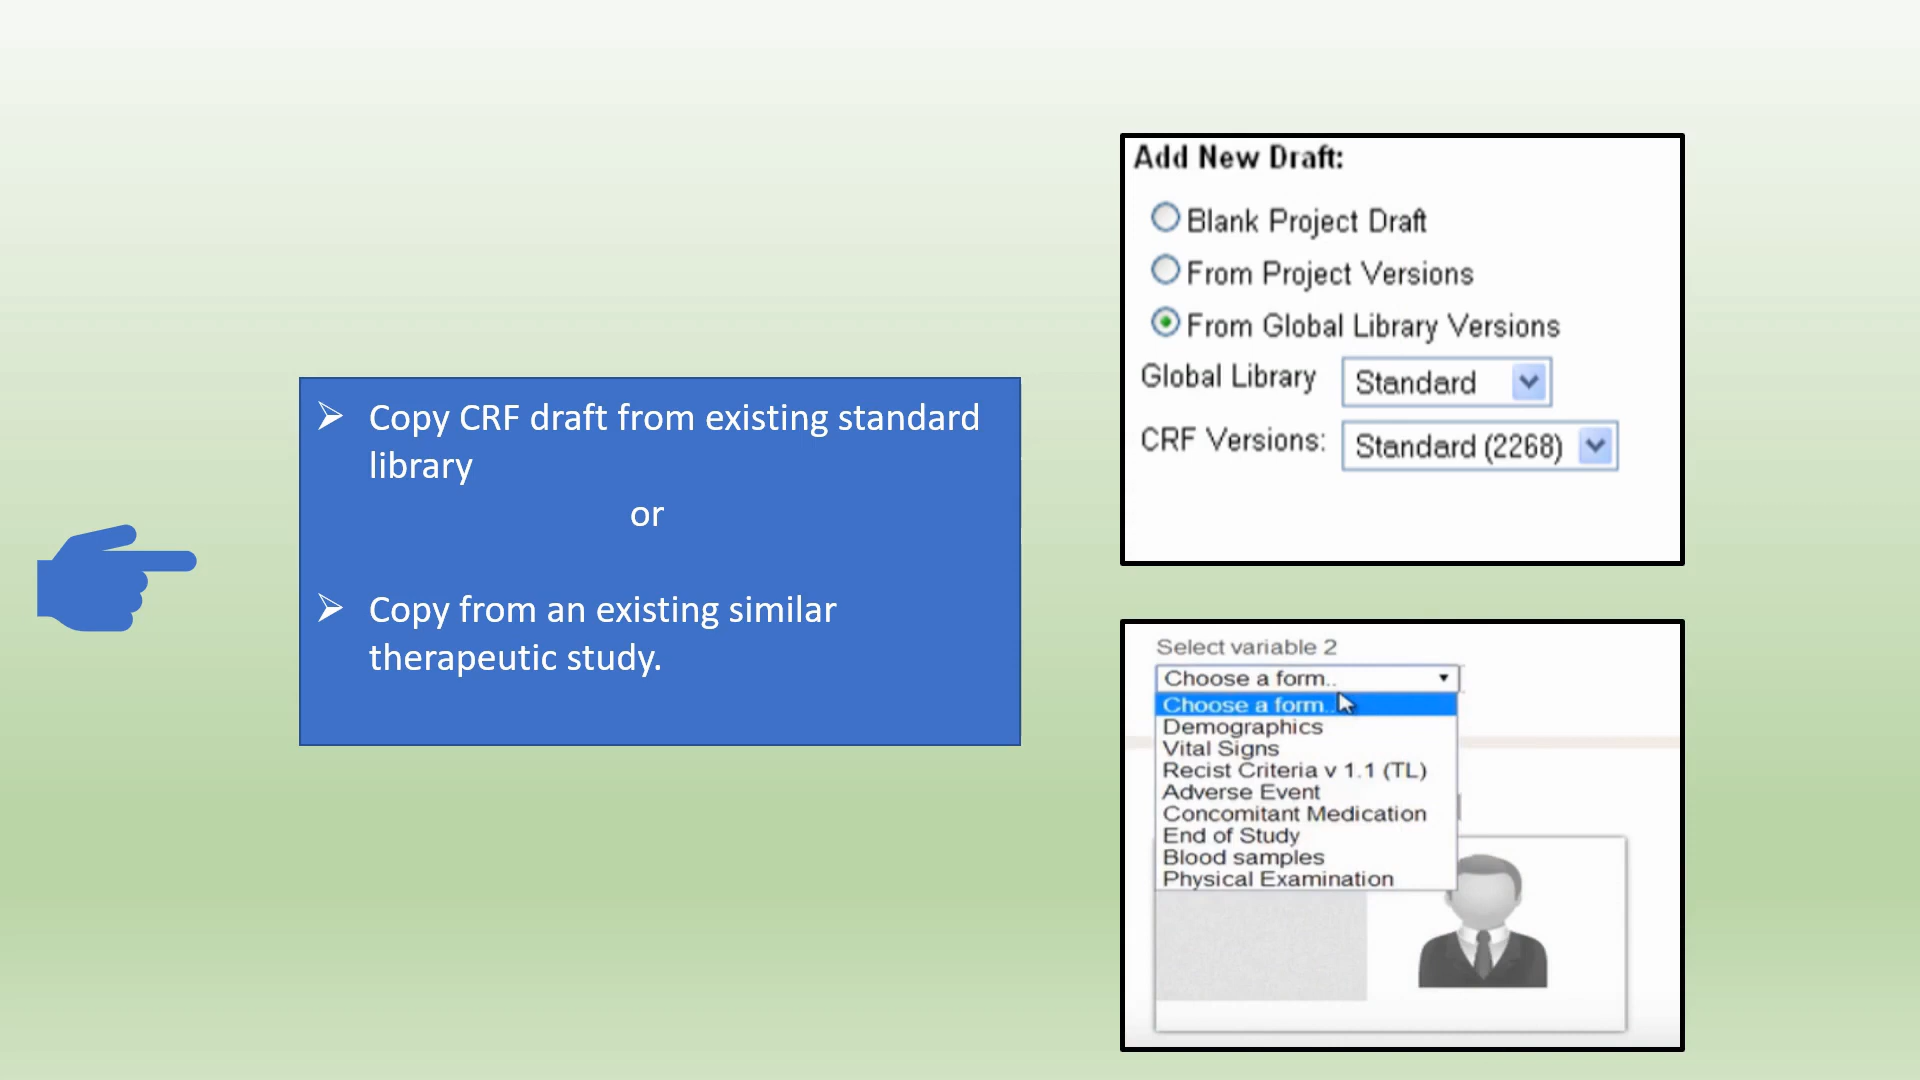 Copy CRF draft from existing standard
library
or
Copy from an existing similar
therapeutic study.
Add New Draft:
Blank Project Draft
From Project Versions
From Global Library Versions
Global Library Standard
CRF Versions: Standard (2268)
Select variable 2
Choose a form..
Choose a form..
Demographics
Vital Signs
Recist Criteria v 1.1 (TL)
Adverse Event
Concomitant Medication
End of Study
Blood samples
Physical Examination